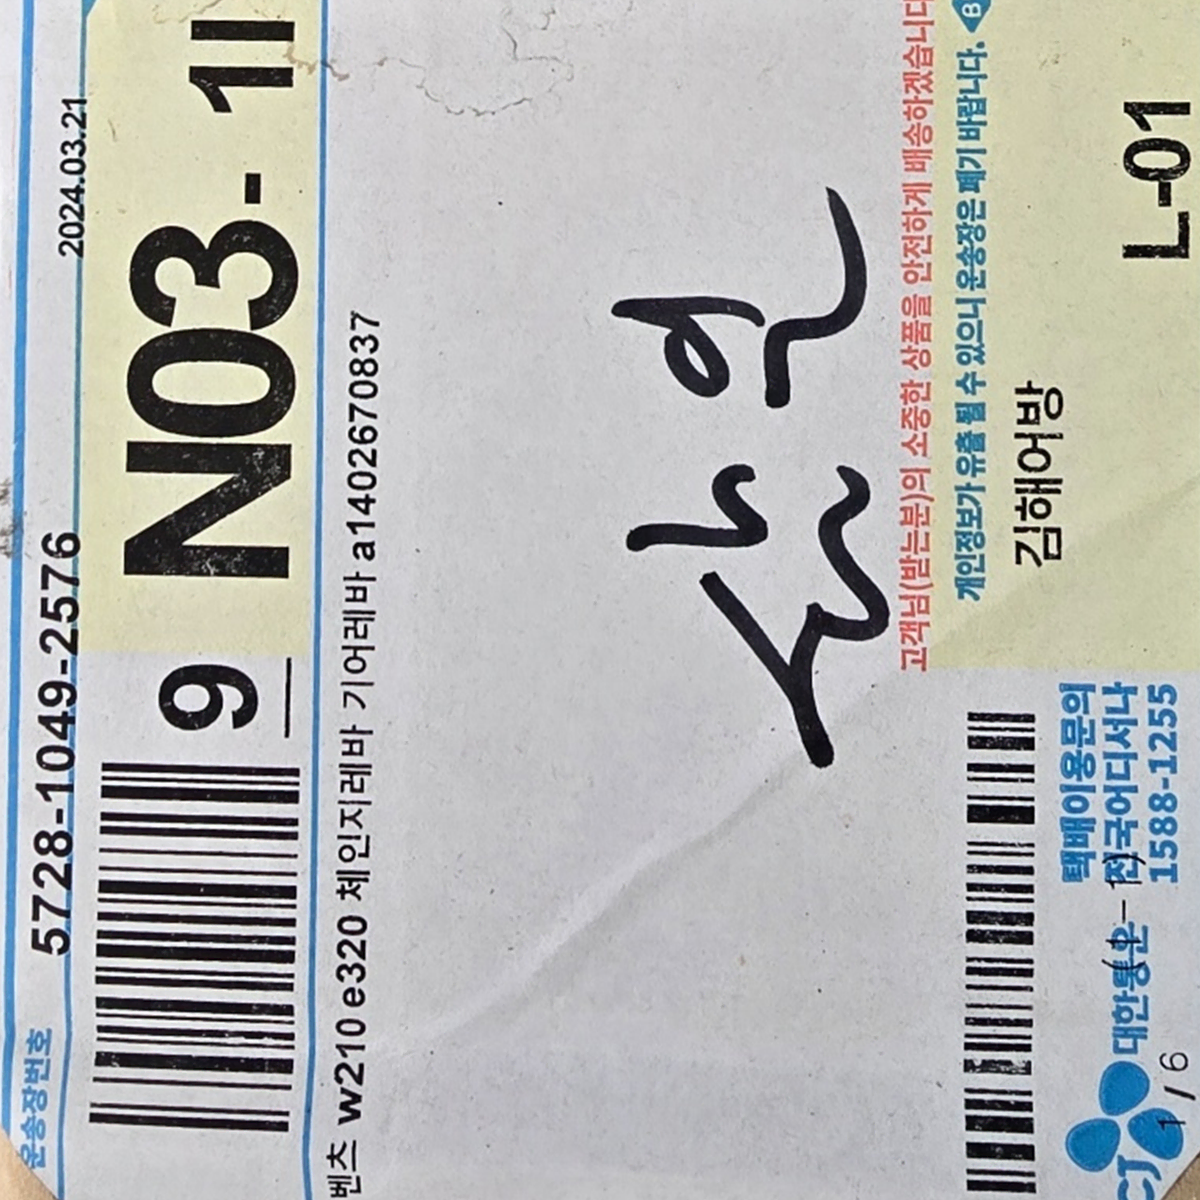 운송장번호 5728-1049-2576 2024.03.21
9 N03-
벤츠 w210 e320 체인지레바 기어레바 a1402670837
고객님(받는분)의 소중한 상품을 안전하게 배송하겠습니다
개인정보가 유출 될 수 있으니 운송장은 폐기 바랍니다. B
김해어방
L-01
택배이용문의
전국어디서나
CJ 대한통운 1588-1255
1 / 6